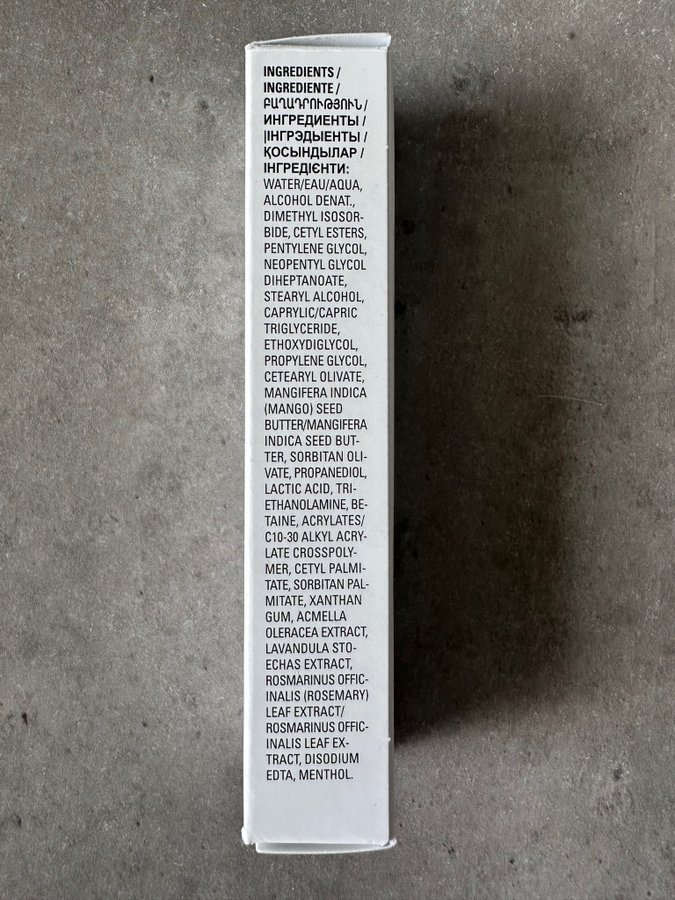 INGREDIENTS /
INGREDIENTE /
ԲԱՂԱԴՐՈՒԹՅՈՒՆ /
ИНГРЕДИЕНТЫ /
|ІНГРЭДЫЕНТЫ /
ҚОСЫНДЫЛАР /
ІНГРЕДІЄНТИ:
WATER/EAU/AQUA,
ALCOHOL DENAT.,
DIMETHYL ISOSOR-
BIDE, CETYL ESTERS,
PENTYLENE GLYCOL,
NEOPENTYL GLYCOL
DIHEPTANOATE,
STEARYL ALCOHOL,
CAPRYLIC/CAPRIC
TRIGLYCERIDE,
ETHOXYDIGLYCOL,
PROPYLENE GLYCOL,
CETEARYL OLIVATE,
MANGIFERA INDICA
(MANGO) SEED
BUTTER/MANGIFERA
INDICA SEED BUT-
TER, SORBITAN OLI-
VATE, PROPANEDIOL,
LACTIC ACID, TRI-
ETHANOLAMINE, BE-
TAINE, ACRYLATES/
C10-30 ALKYL ACRY-
LATE CROSSPOLY-
MER, CETYL PALMI-
TATE, SORBITAN PAL-
MITATE, XANTHAN
GUM, ACMELLA
OLERACEA EXTRACT,
LAVANDULA STO-
ECHAS EXTRACT,
ROSMARINUS OFFIC-
INALIS (ROSEMARY)
LEAF EXTRACT/
ROSMARINUS OFFIC-
INALIS LEAF EX-
TRACT, DISODIUM
EDTA, MENTHOL.